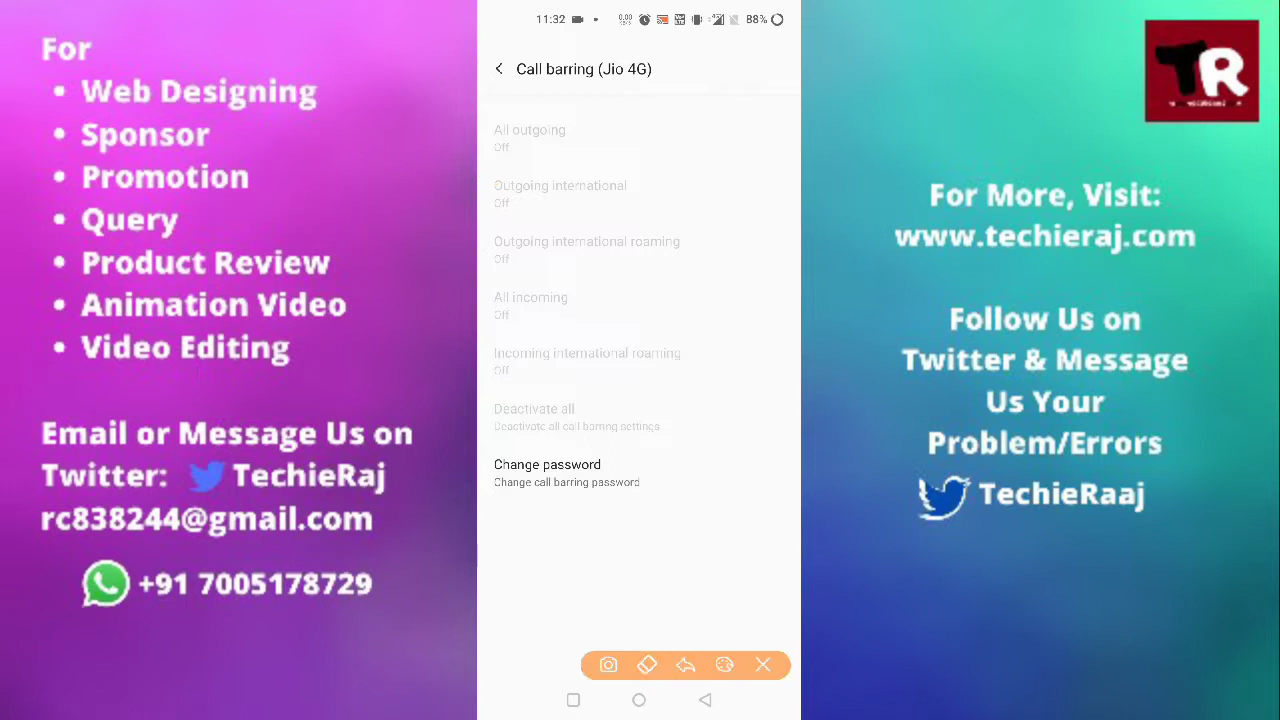 For
• Web Designing
• Sponsor
• Promotion
• Query
• Product Review
• Animation Video
• Video Editing
Email or Message Us on
Twitter: TechieRaj
rc838244@gmail.com
+91 7005178729
11:32
88%
Call barring (Jio 4G)
All outgoing
Off
Outgoing international
Off
Outgoing international roaming
Off
All incoming
Off
Incoming international roaming
Off
Deactivate all
Deactivate all call barring settings
Change password
Change call barring password
TR
For More, Visit:
www.techieraj.com
Follow Us on
Twitter & Message
Us Your
Problem/Errors
TechieRaaj